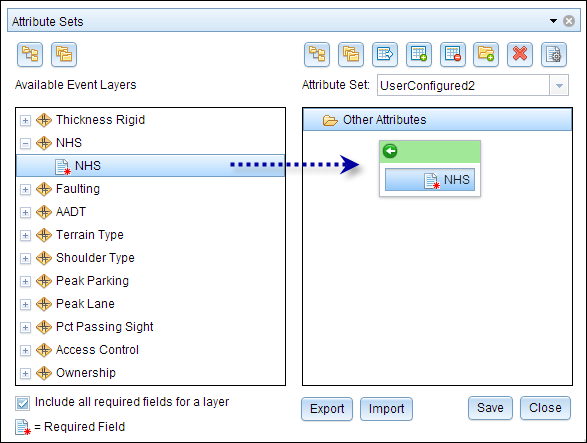 Attribute Sets
Available Event Layers
Attribute Set: UserConfigured2
Thickness Rigid
NHS
NHS
Faulting
AADT
Terrain Type
Shoulder Type
Peak Parking
Peak Lane
Pct Passing Sight
Access Control
Ownership
Other Attributes
NHS
Include all required fields for a layer
= Required Field
Export
Import
Save
Close